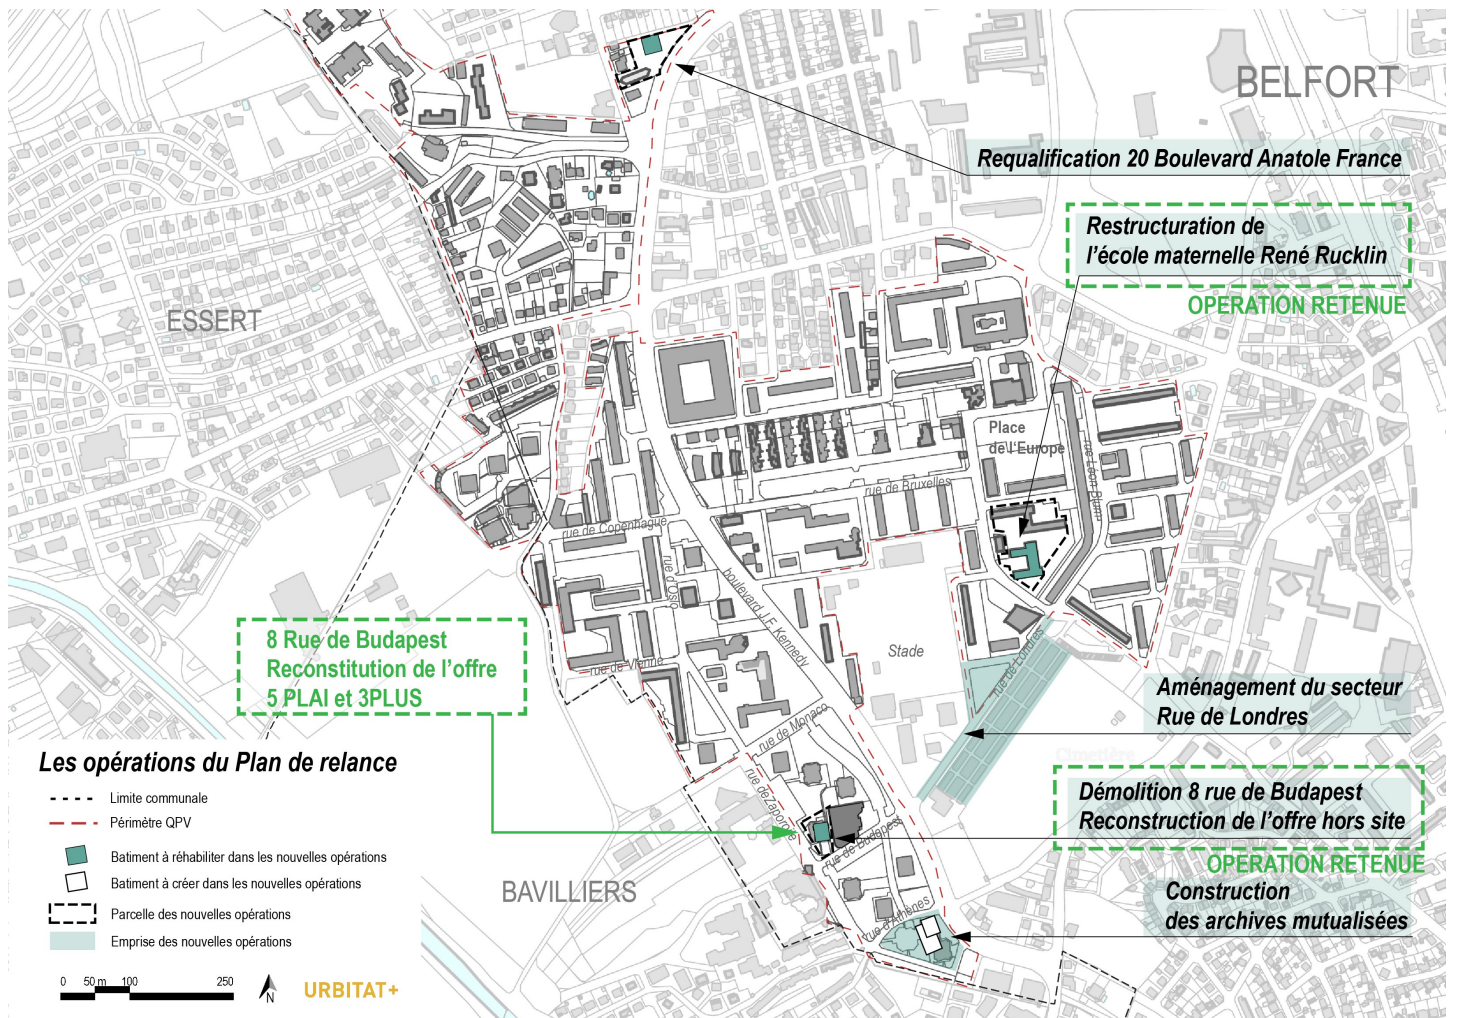 BELFORT
Requalification 20 Boulevard Anatole France
Restructuration de
l'école maternelle René Rucklin
OPERATION RETENUE
ESSERT
Place
de l'Europe
rue Léon Blum
rue de Bruxelles
rue de Copenhague
rue d'Oslo
boulevard J.F. Kennedy
Stade
rue de Londres
8 Rue de Budapest
Reconstitution de l'offre
5 PLAI et 3PLUS
rue de Vienne
Aménagement du secteur
Rue de Londres
rue de Monaco
Cimetière
rue de Zaporojie
Démolition 8 rue de Budapest
Reconstruction de l'offre hors site
OPERATION RETENUE
rue de Budapest
BAVILLIERS
Construction
des archives mutualisées
rue d'Athènes
Les opérations du Plan de relance
Limite communale
Périmètre QPV
Batiment à réhabiliter dans les nouvelles opérations
Batiment à créer dans les nouvelles opérations
Parcelle des nouvelles opérations
Emprise des nouvelles opérations
0 50 m 100 250
N
URBITAT+